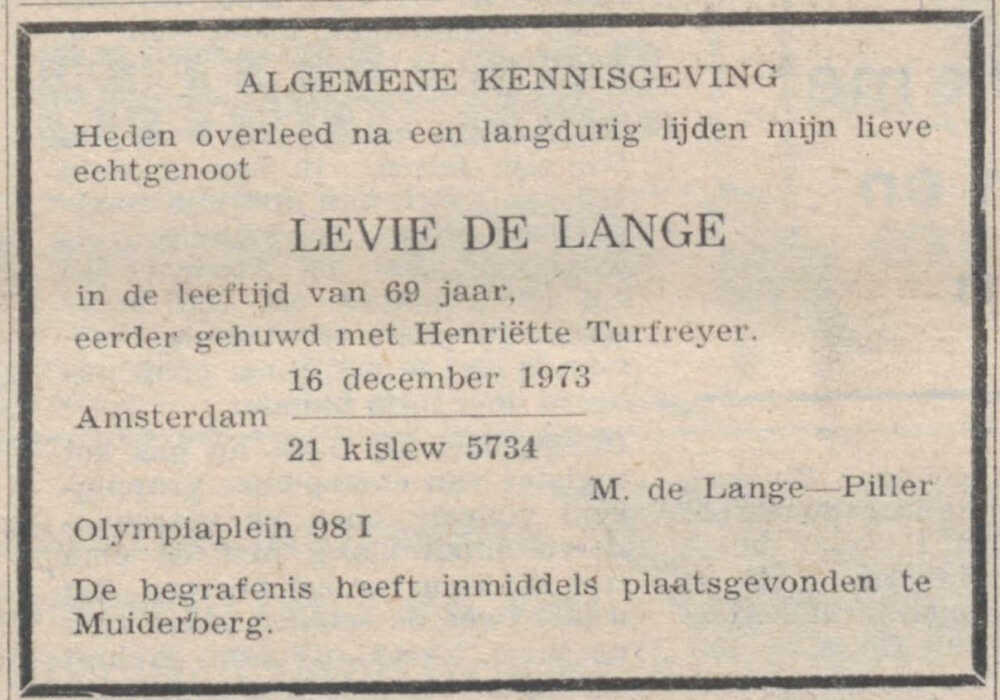 ALGEMENE KENNISGEVING
Heden overleed na een langdurig lijden mijn lieve
echtgenoot
LEVIE DE LANGE
in de leeftijd van 69 jaar,
eerder gehuwd met Henriëtte Turfreyer.
16 december 1973
Amsterdam
21 kislew 5734
M. de Lange—Piller
Olympiaplein 98 I
De begrafenis heeft inmiddels plaatsgevonden te
Muiderberg.